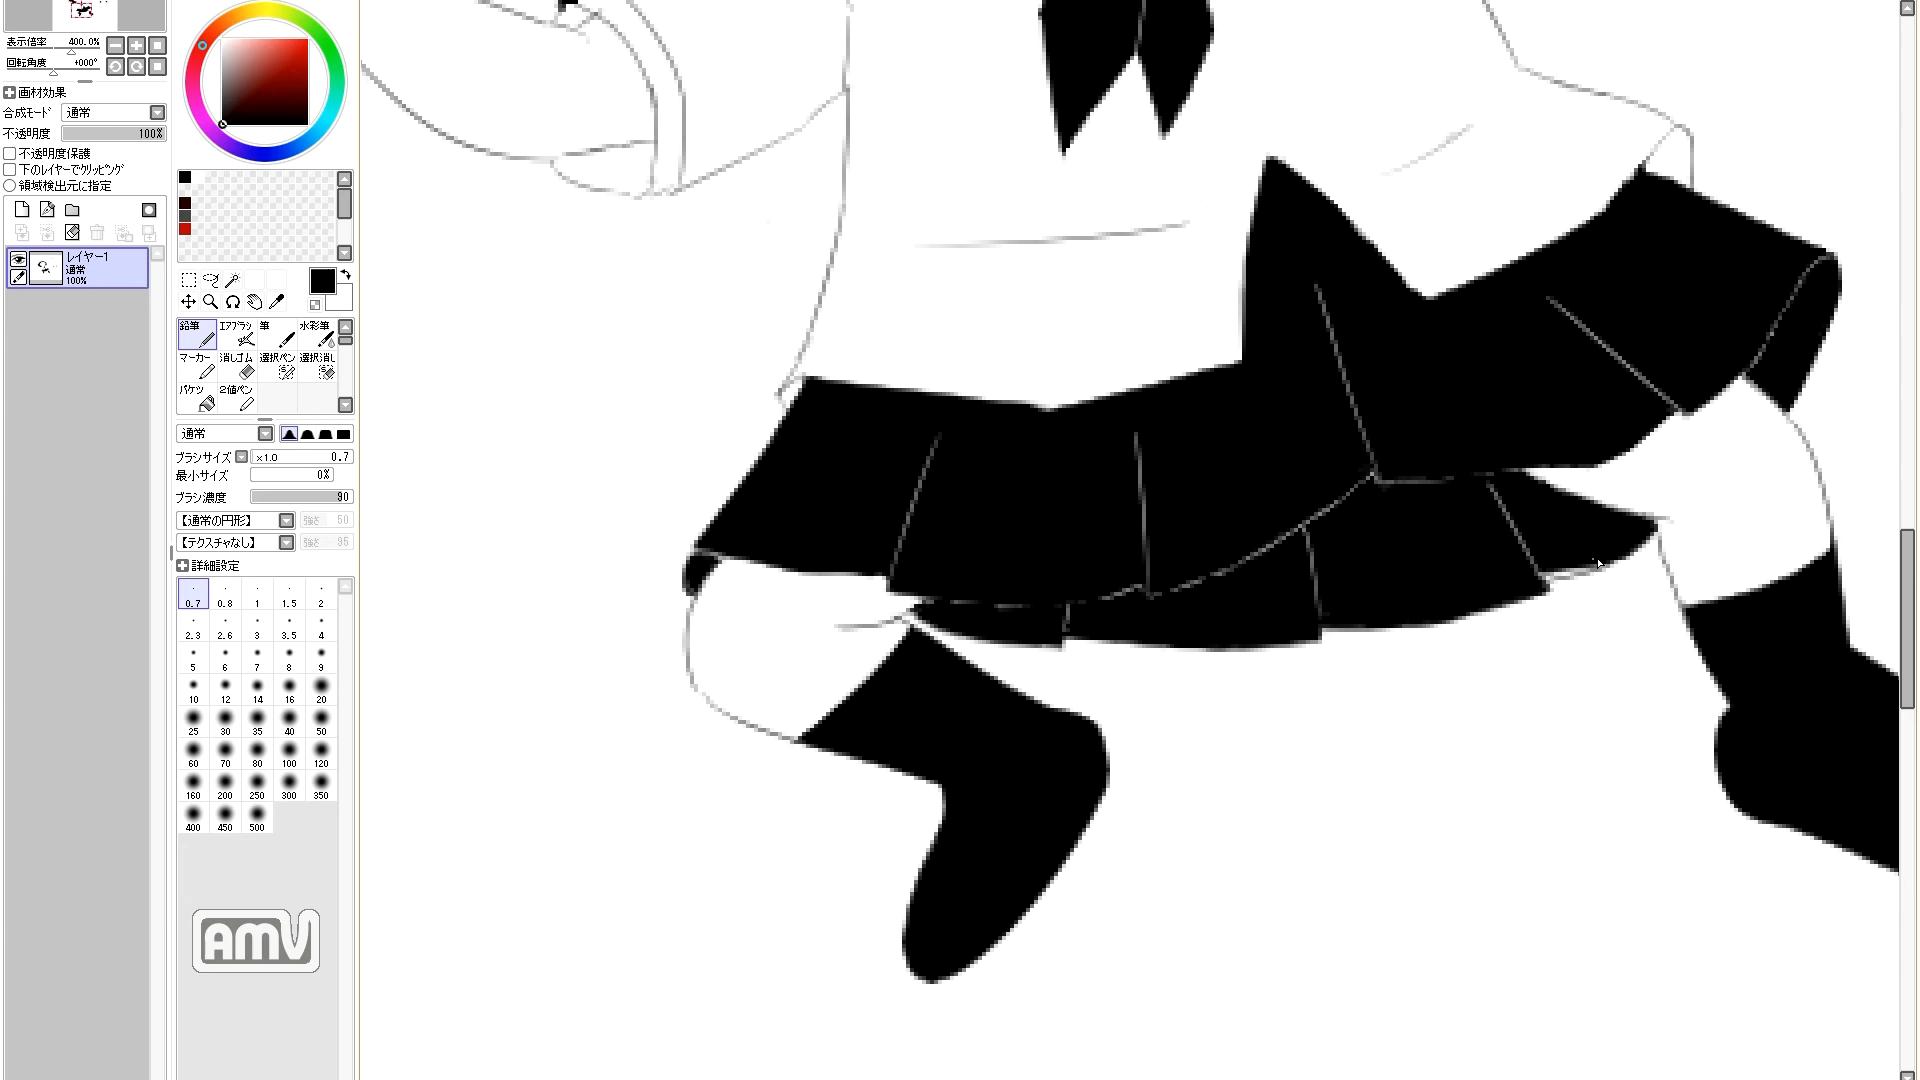 表示倍率 400.0%
回転角度 +000°
画材効果
合成モード 通常
不透明度 100%
不透明度保護
下のレイヤーでクリッピング
領域検出元に指定
レイヤー1
通常
100%
鉛筆 エアブラシ 筆 水彩筆
マーカー 消しゴム 選択ペン 選択消し
バケツ 2値ペン
通常
ブラシサイズ ×1.0 0.7
最小サイズ 0%
ブラシ濃度 90
【通常の円形】 強さ 50
【テクスチャなし】 強さ 95
詳細設定
0.7 0.8 1 1.5 2
2.3 2.6 3 3.5 4
5 6 7 8 9
10 12 14 16 20
25 30 35 40 50
60 70 80 100 120
160 200 250 300 350
400 450 500
AMV